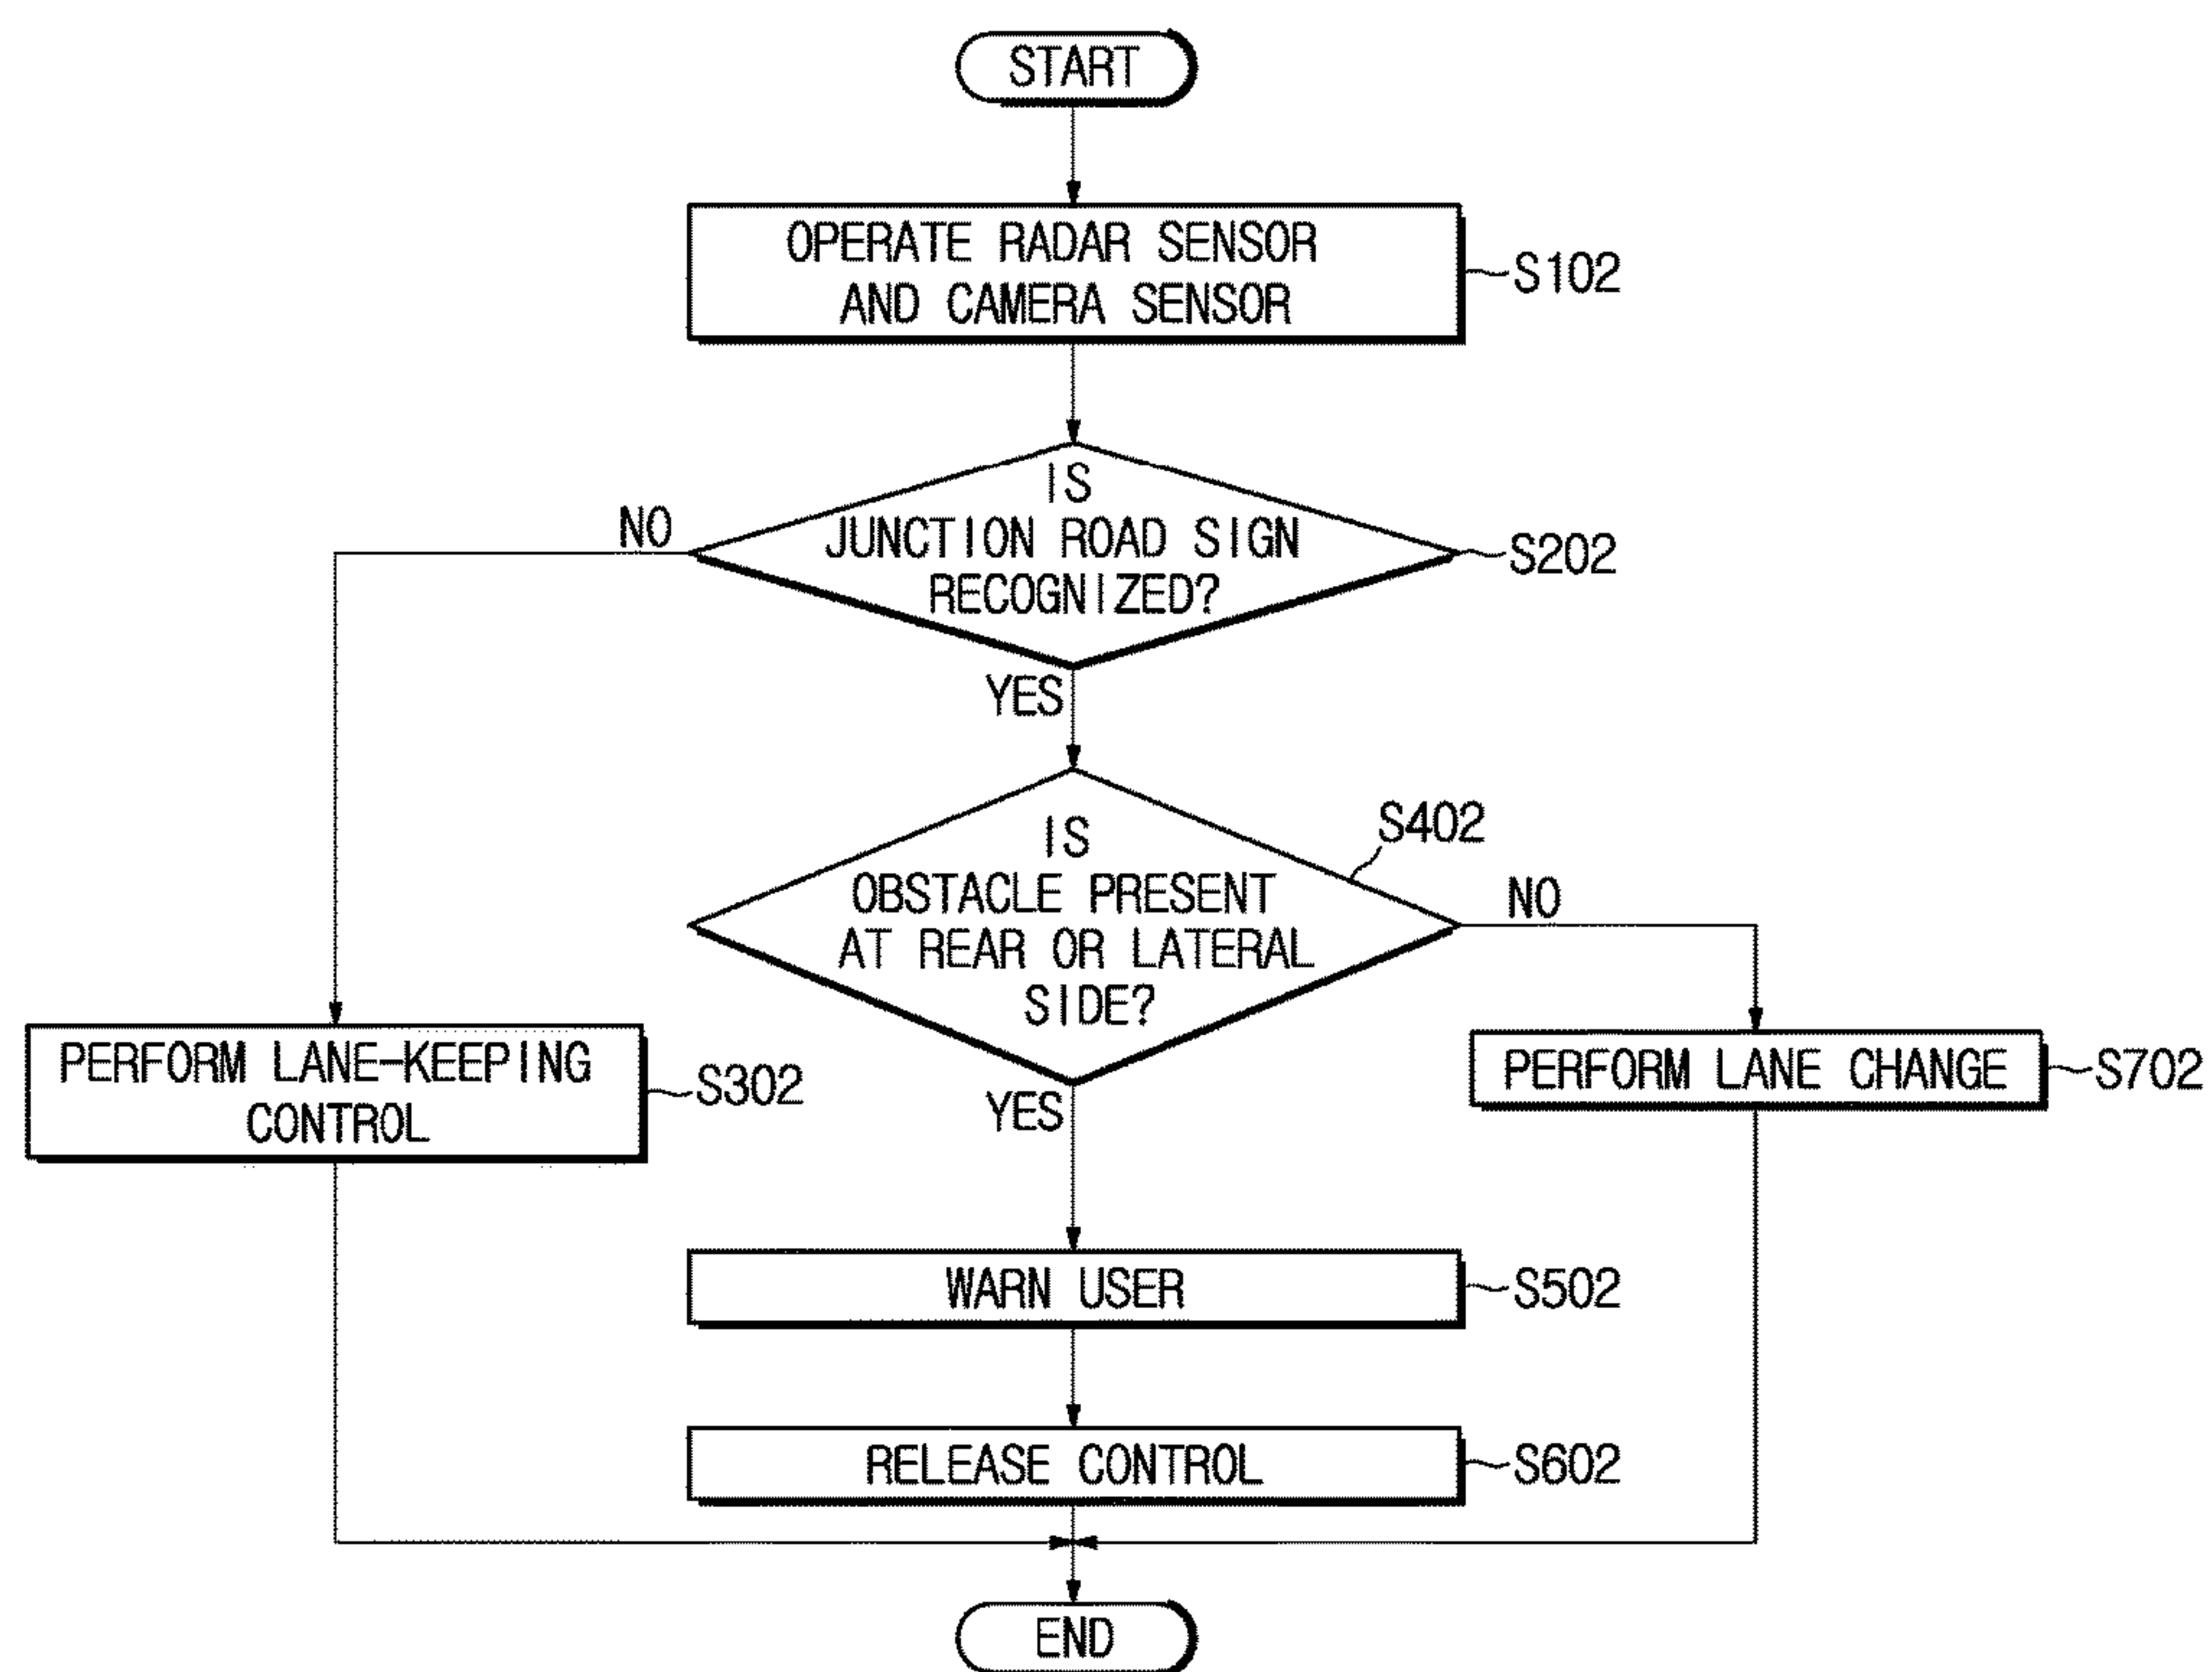 START
OPERATE RADAR SENSOR
AND CAMERA SENSOR
S102
IS
JUNCTION ROAD SIGN
RECOGNIZED?
S202
NO
YES
IS
OBSTACLE PRESENT
AT REAR OR LATERAL
SIDE?
S402
NO
YES
PERFORM LANE-KEEPING
CONTROL
S302
PERFORM LANE CHANGE
S702
WARN USER
S502
RELEASE CONTROL
S602
END